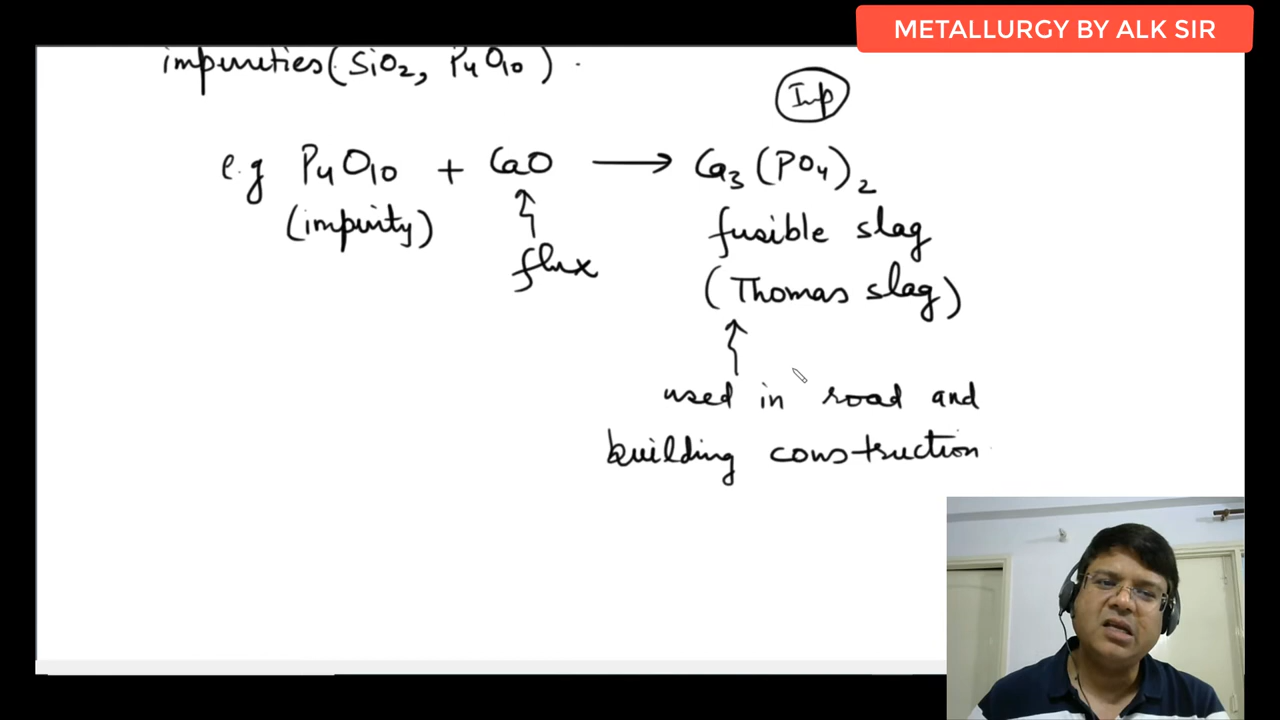 METALLURGY BY ALK SIR
impurities (SiO2, P4O10).
Imp
e.g P4O10 + CaO ⟶ Ca3(PO4)2
(impurity)
flux
fusible slag
(Thomas slag)
used in road and
building construction